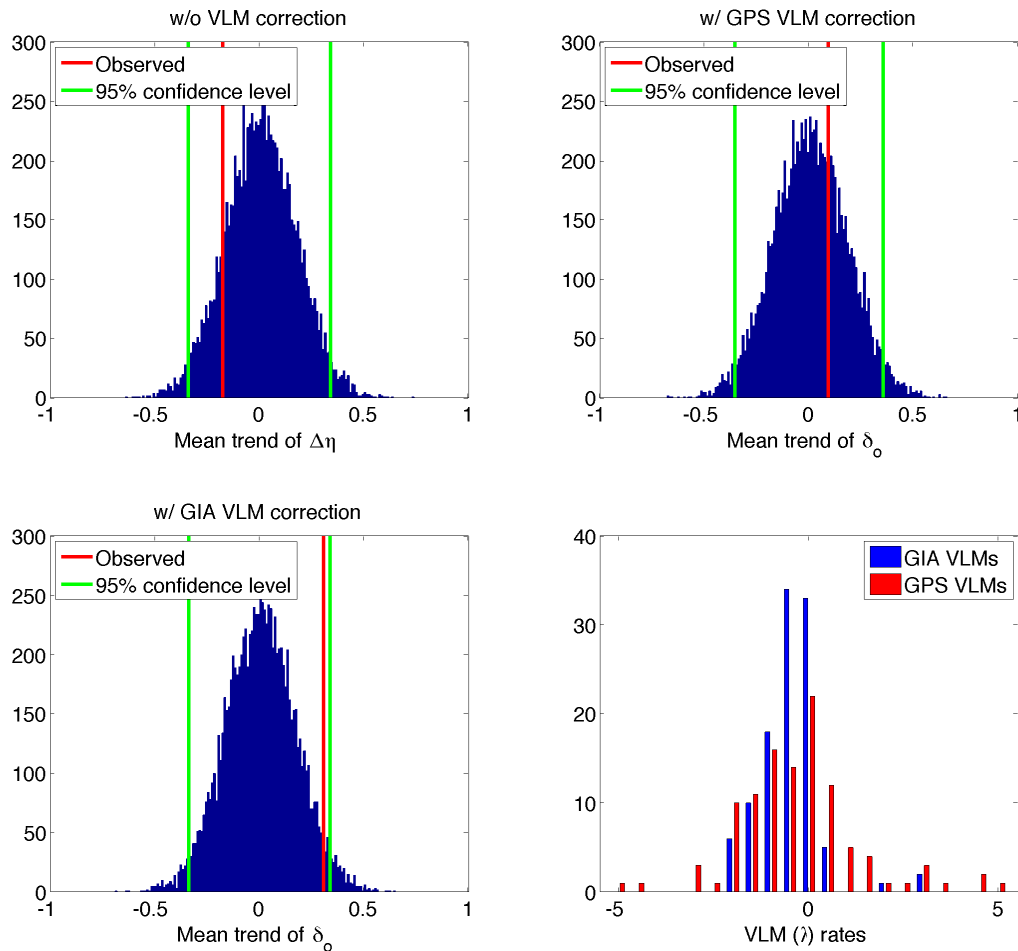 w/o VLM correction
300
250
200
150
100
50
0
-1 -0.5 0 0.5 1
Observed
95% confidence level
Mean trend of Δη
w/ GPS VLM correction
300
250
200
150
100
50
0
-1 -0.5 0 0.5 1
Observed
95% confidence level
Mean trend of δo
w/ GIA VLM correction
300
250
200
150
100
50
0
-1 -0.5 0 0.5 1
Observed
95% confidence level
Mean trend of δo
40
30
20
10
0
-5 0 5
GIA VLMs
GPS VLMs
VLM (λ) rates